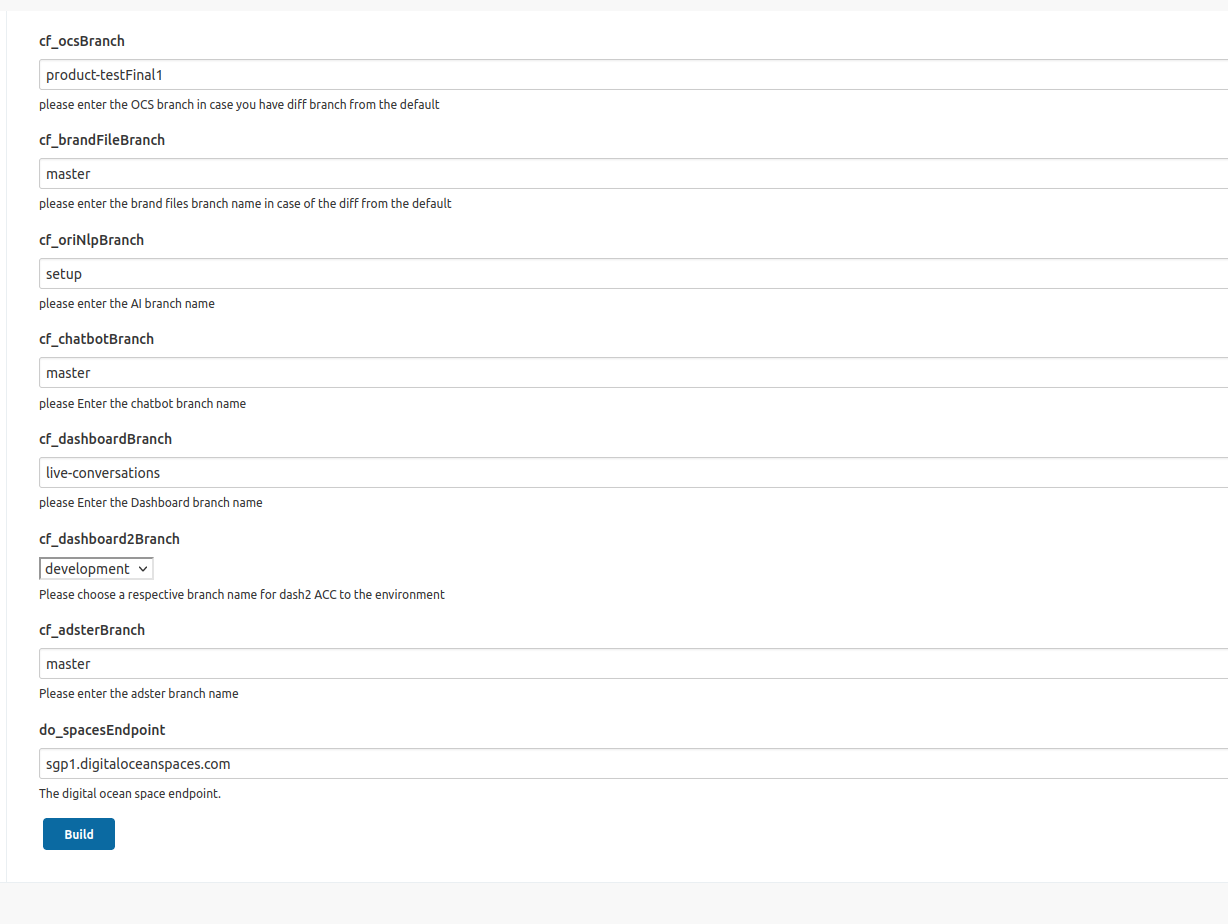 cf_ocsBranch
product-testFinal1
please enter the OCS branch in case you have diff branch from the default
cf_brandFileBranch
master
please enter the brand files branch name in case of the diff from the default
cf_oriNlpBranch
setup
please enter the AI branch name
cf_chatbotBranch
master
please Enter the chatbot branch name
cf_dashboardBranch
live-conversations
please Enter the Dashboard branch name
cf_dashboard2Branch
development
Please choose a respective branch name for dash2 ACC to the environment
cf_adsterBranch
master
Please enter the adster branch name
do_spacesEndpoint
sgp1.digitaloceanspaces.com
The digital ocean space endpoint.
Build